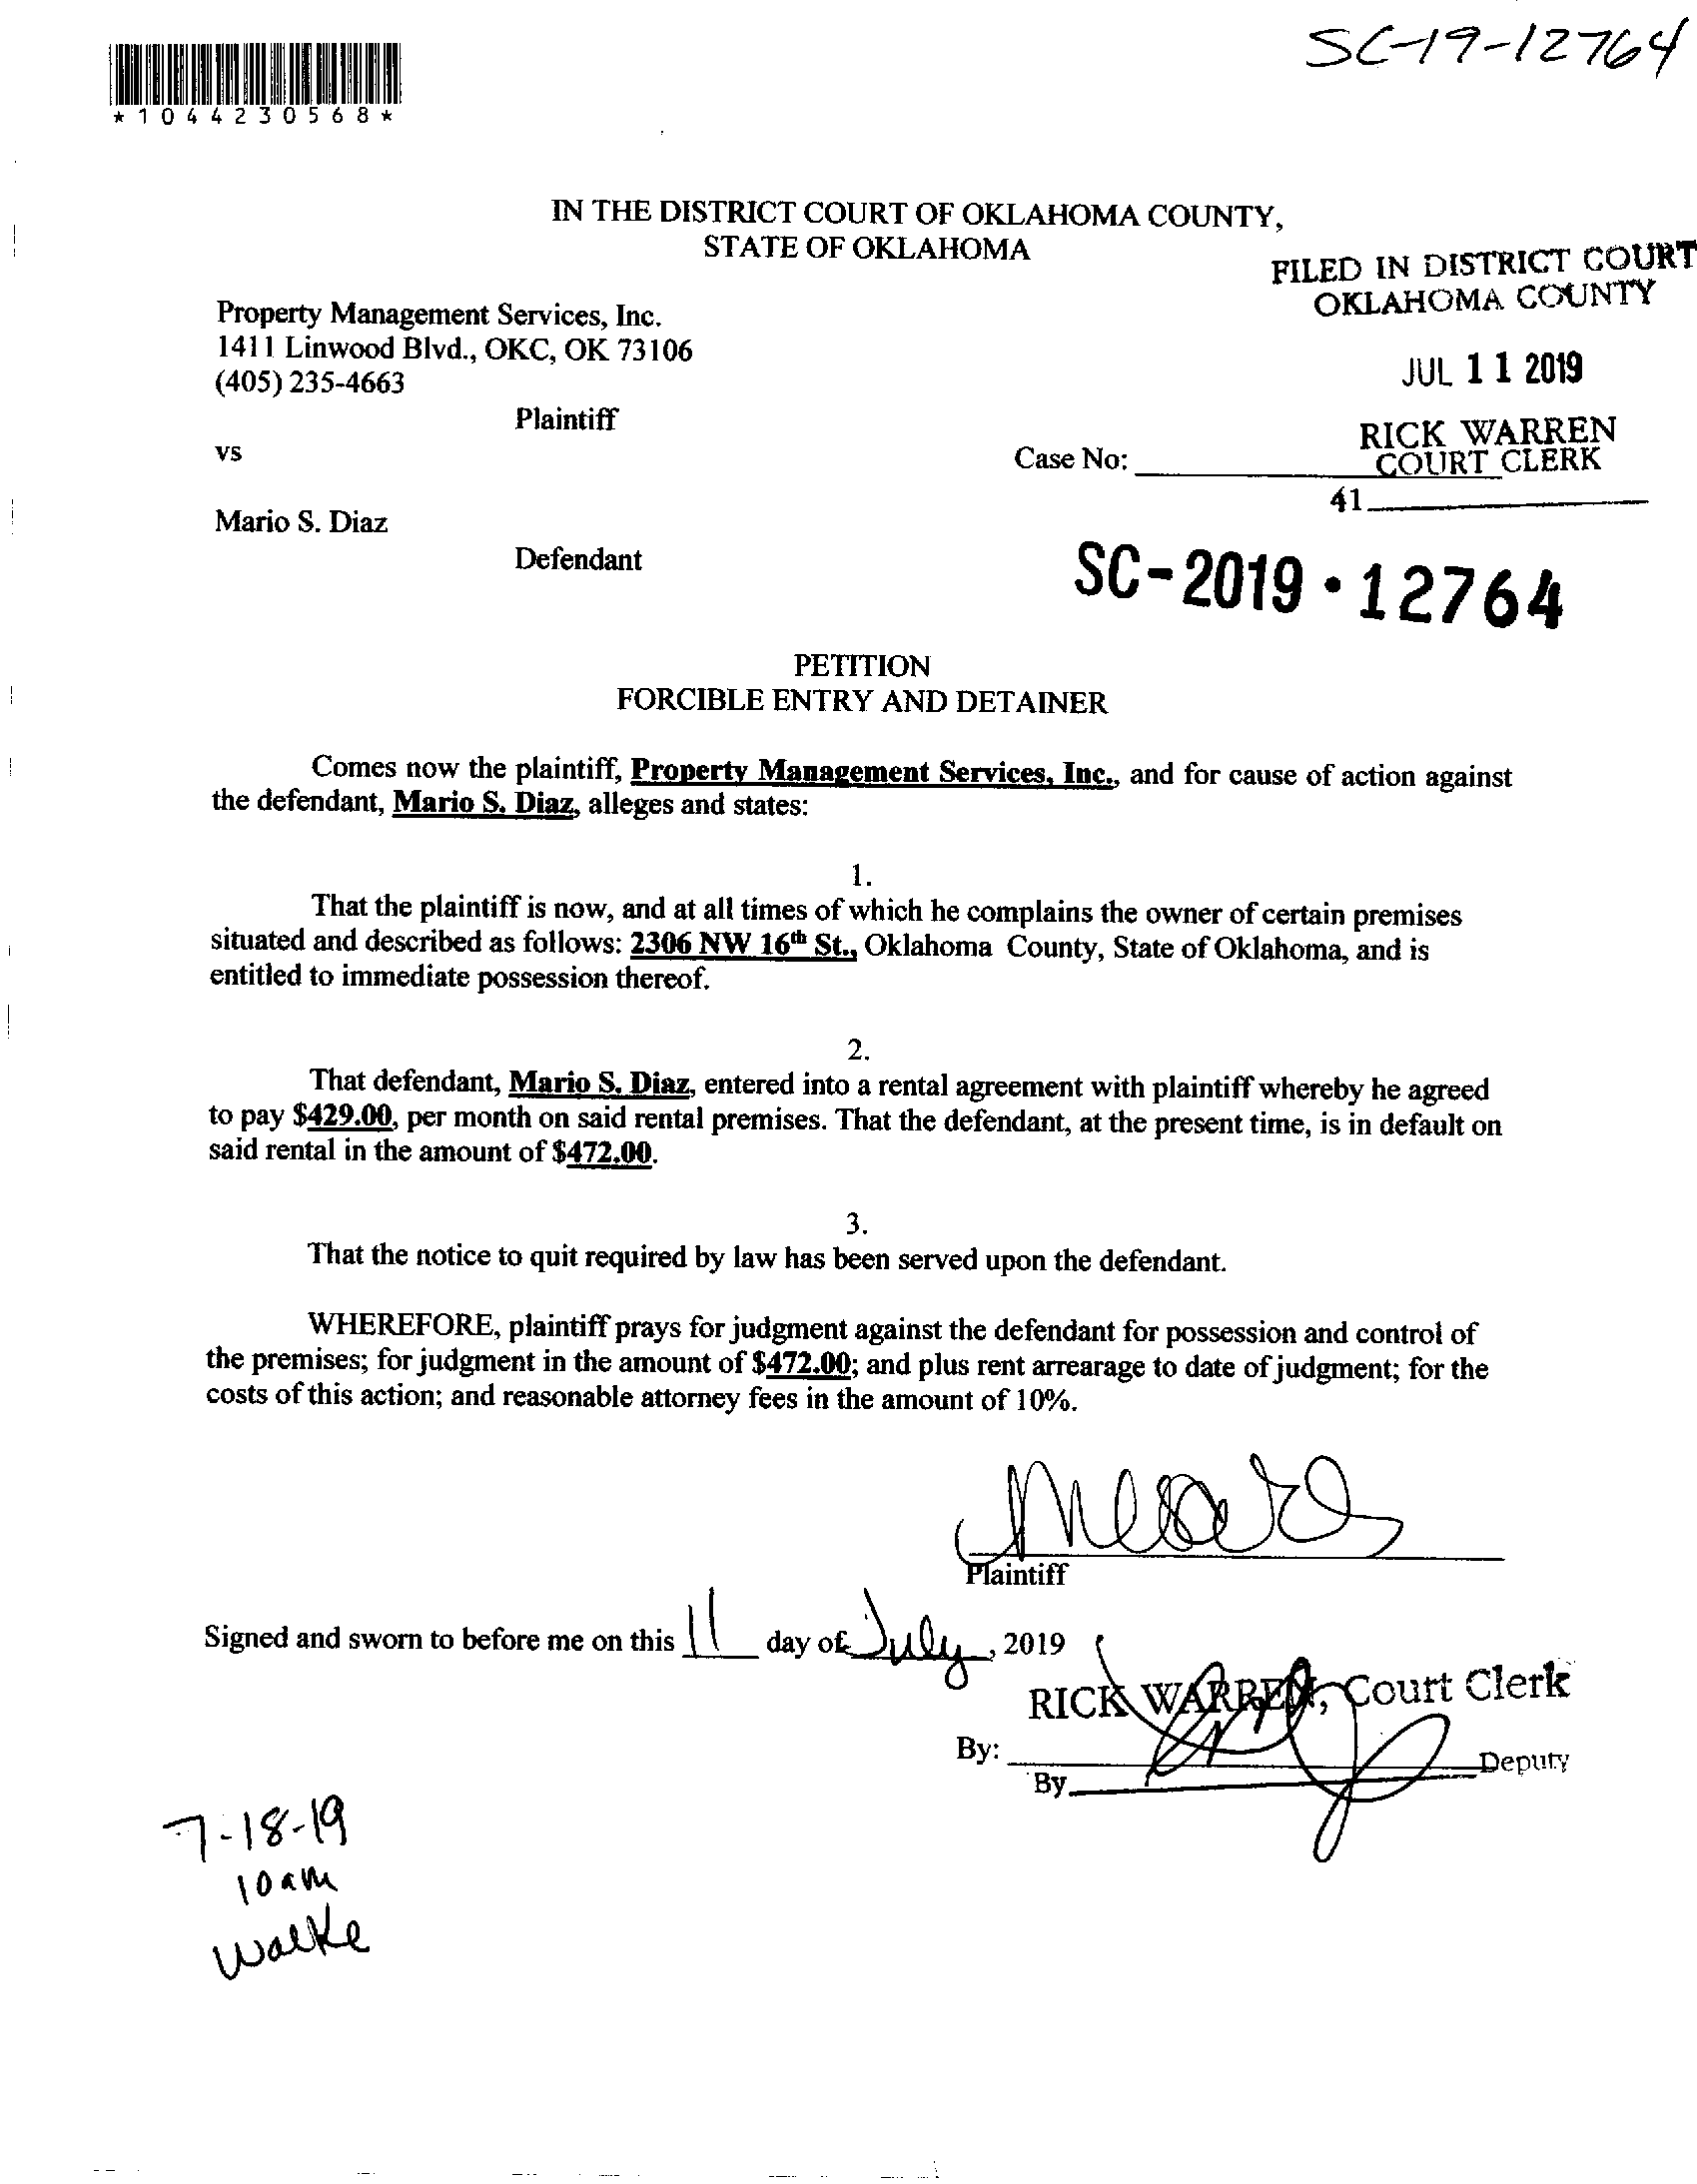 SC-19-12764
*1044230568*
IN THE DISTRICT COURT OF OKLAHOMA COUNTY,
STATE OF OKLAHOMA
FILED IN DISTRICT COURT
OKLAHOMA COUNTY
JUL 11 2019
RICK WARREN
COURT CLERK
41
Property Management Services, Inc.
1411 Linwood Blvd., OKC, OK 73106
(405) 235-4663
Plaintiff
vs
Case No:
Mario S. Diaz
Defendant
SC-2019 · 12764
PETITION
FORCIBLE ENTRY AND DETAINER
Comes now the plaintiff, Property Management Services, Inc., and for cause of action against
the defendant, Mario S. Diaz, alleges and states:
1.
That the plaintiff is now, and at all times of which he complains the owner of certain premises
situated and described as follows: 2306 NW 16th St., Oklahoma County, State of Oklahoma, and is
entitled to immediate possession thereof.
2.
That defendant, Mario S. Diaz, entered into a rental agreement with plaintiff whereby he agreed
to pay $429.00, per month on said rental premises. That the defendant, at the present time, is in default on
said rental in the amount of $472.00.
3.
That the notice to quit required by law has been served upon the defendant.
WHEREFORE, plaintiff prays for judgment against the defendant for possession and control of
the premises; for judgment in the amount of $472.00; and plus rent arrearage to date of judgment; for the
costs of this action; and reasonable attorney fees in the amount of 10%.
Plaintiff
Signed and sworn to before me on this 11 day of July, 2019
RICK WARREN, Court Clerk
By:
By Deputy
7-18-19
10am
Walke